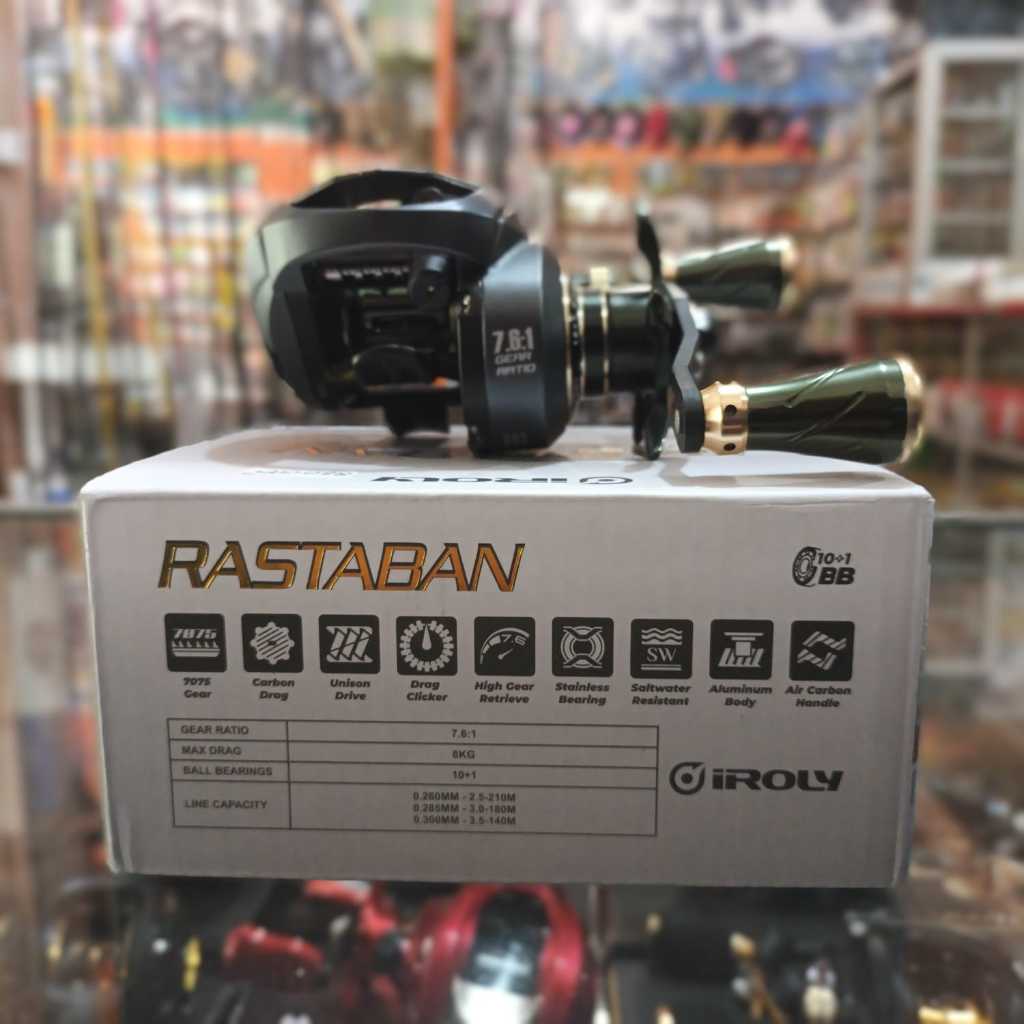 7.6:1
GEAR
RATIO
iROLY
RASTABAN
10+1
BB
7075
7.6
SW
7075 Gear
Carbon Drag
Unison Drive
Drag Clicker
High Gear Retrieve
Stainless Bearing
Saltwater Resistant
Aluminum Body
Air Carbon Handle
GEAR RATIO 7.6:1
MAX DRAG 8KG
BALL BEARINGS 10+1
LINE CAPACITY
0.260MM - 2.5-210M
0.285MM - 3.0-180M
0.300MM - 3.5-140M
iROLY